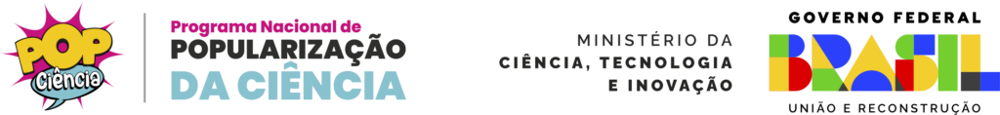 POP
Ciência
Programa Nacional de
POPULARIZAÇÃO
DA CIÊNCIA
MINISTÉRIO DA
CIÊNCIA, TECNOLOGIA
E INOVAÇÃO
GOVERNO FEDERAL
BRASIL
UNIÃO E RECONSTRUÇÃO